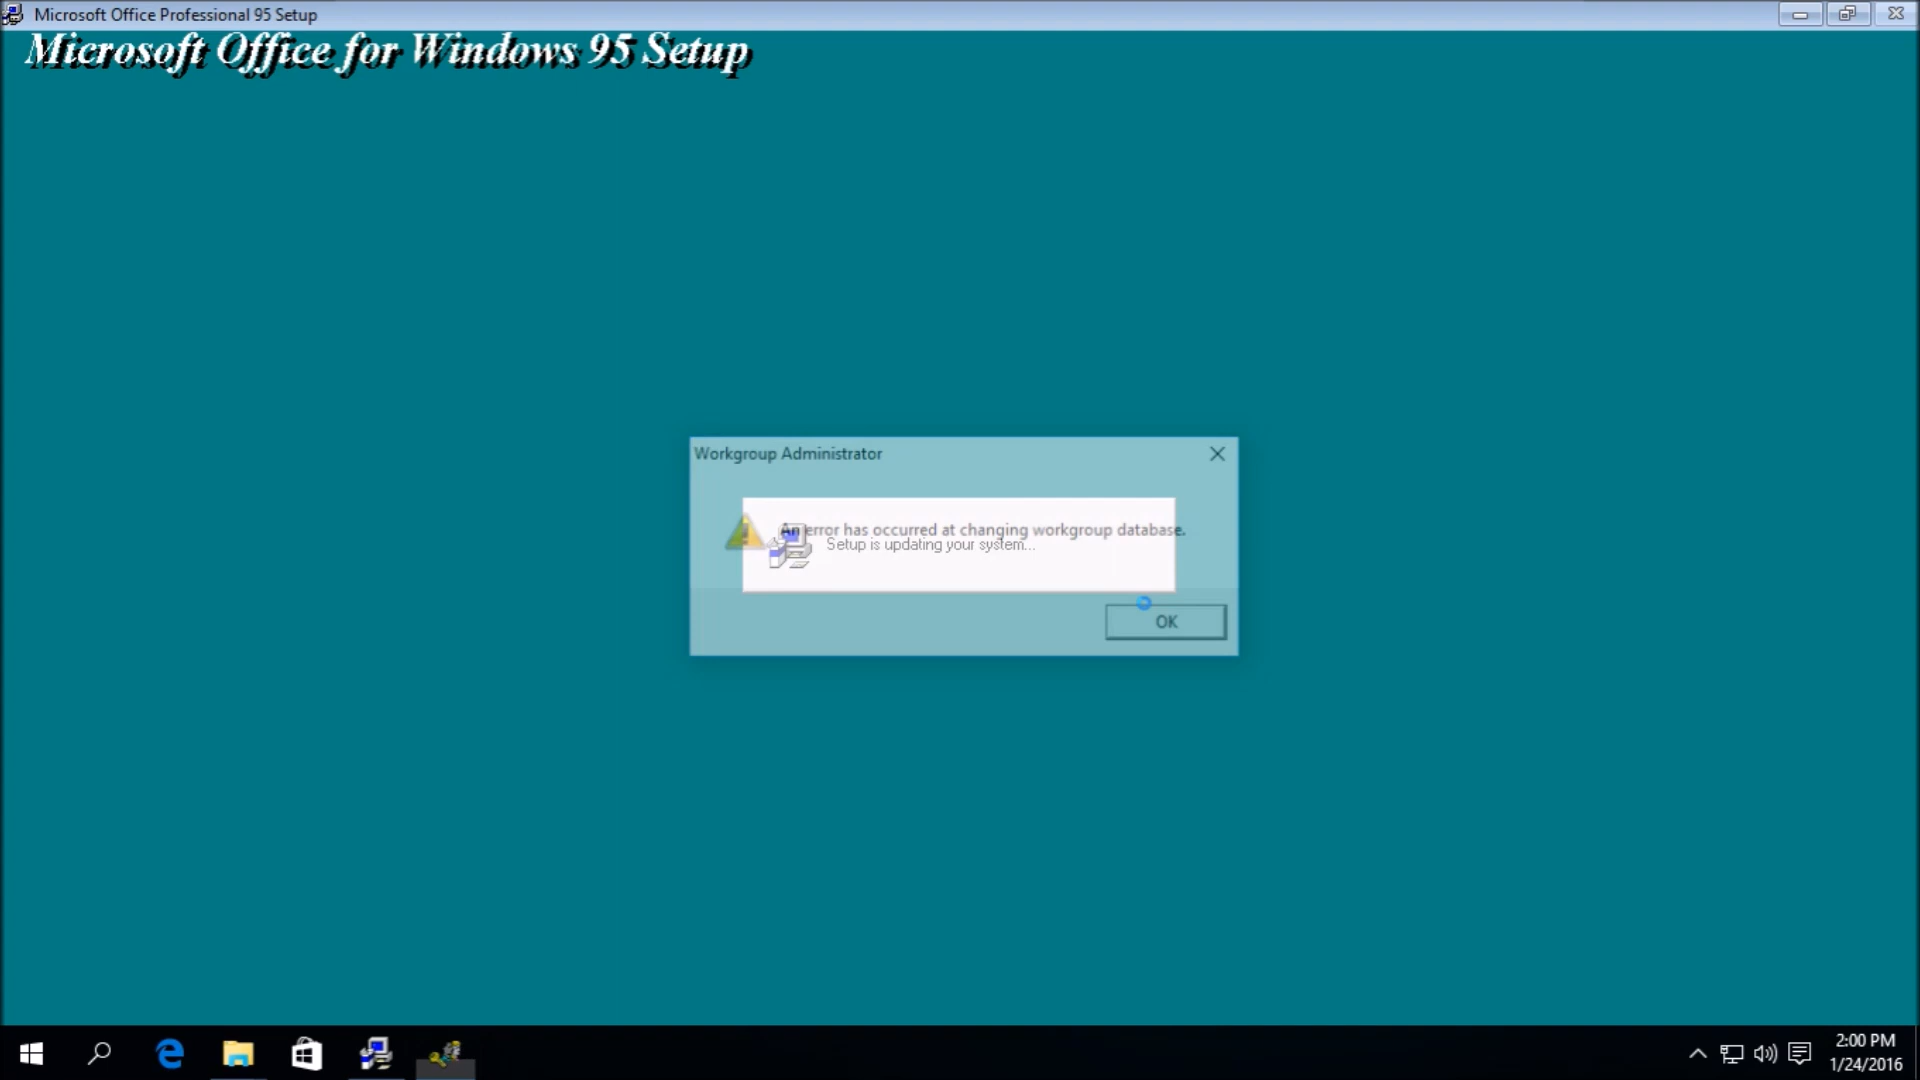 Microsoft Office Professional 95 Setup
Microsoft Office for Windows 95 Setup
Workgroup Administrator
An error has occurred at changing workgroup database.
Setup is updating your system...
OK
2:00 PM
1/24/2016